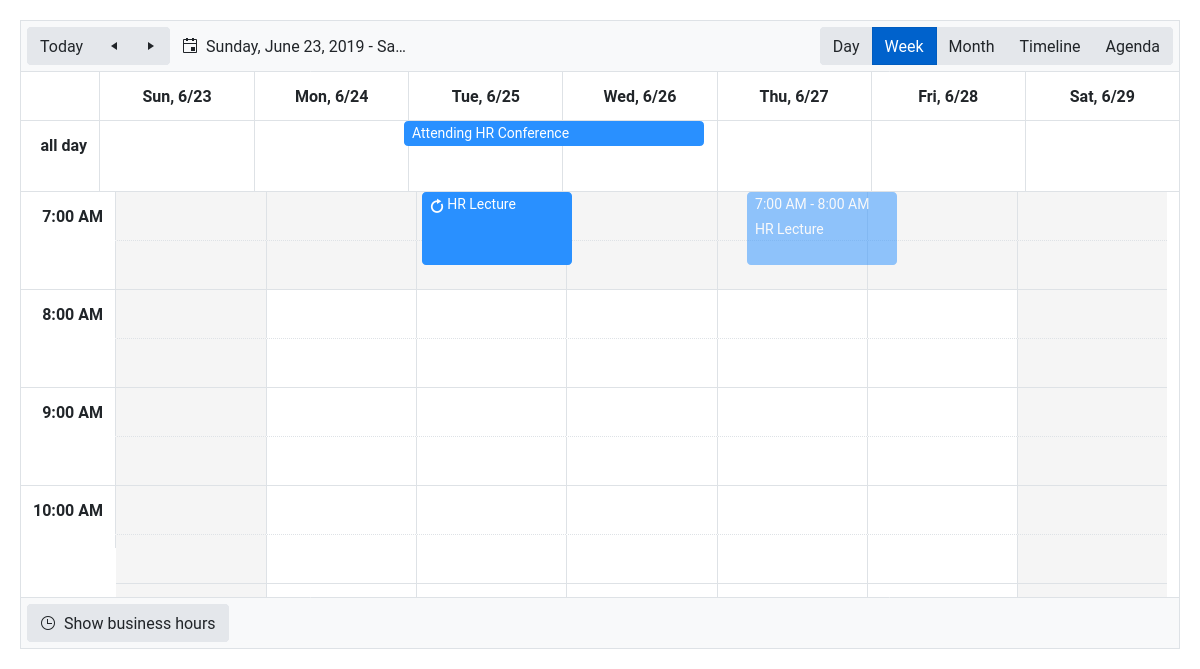 Today
Sunday, June 23, 2019 - Sa...
Day Week Month Timeline Agenda
Sun, 6/23 Mon, 6/24 Tue, 6/25 Wed, 6/26 Thu, 6/27 Fri, 6/28 Sat, 6/29
all day
Attending HR Conference
7:00 AM
HR Lecture
7:00 AM - 8:00 AM
HR Lecture
8:00 AM
9:00 AM
10:00 AM
Show business hours